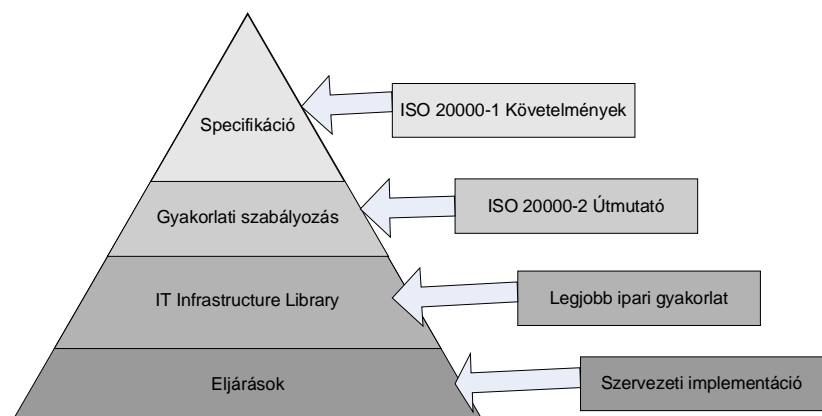 Specifikáció
ISO 20000-1 Követelmények
Gyakorlati szabályozás
ISO 20000-2 Útmutató
IT Infrastructure Library
Legjobb ipari gyakorlat
Eljárások
Szervezeti implementáció